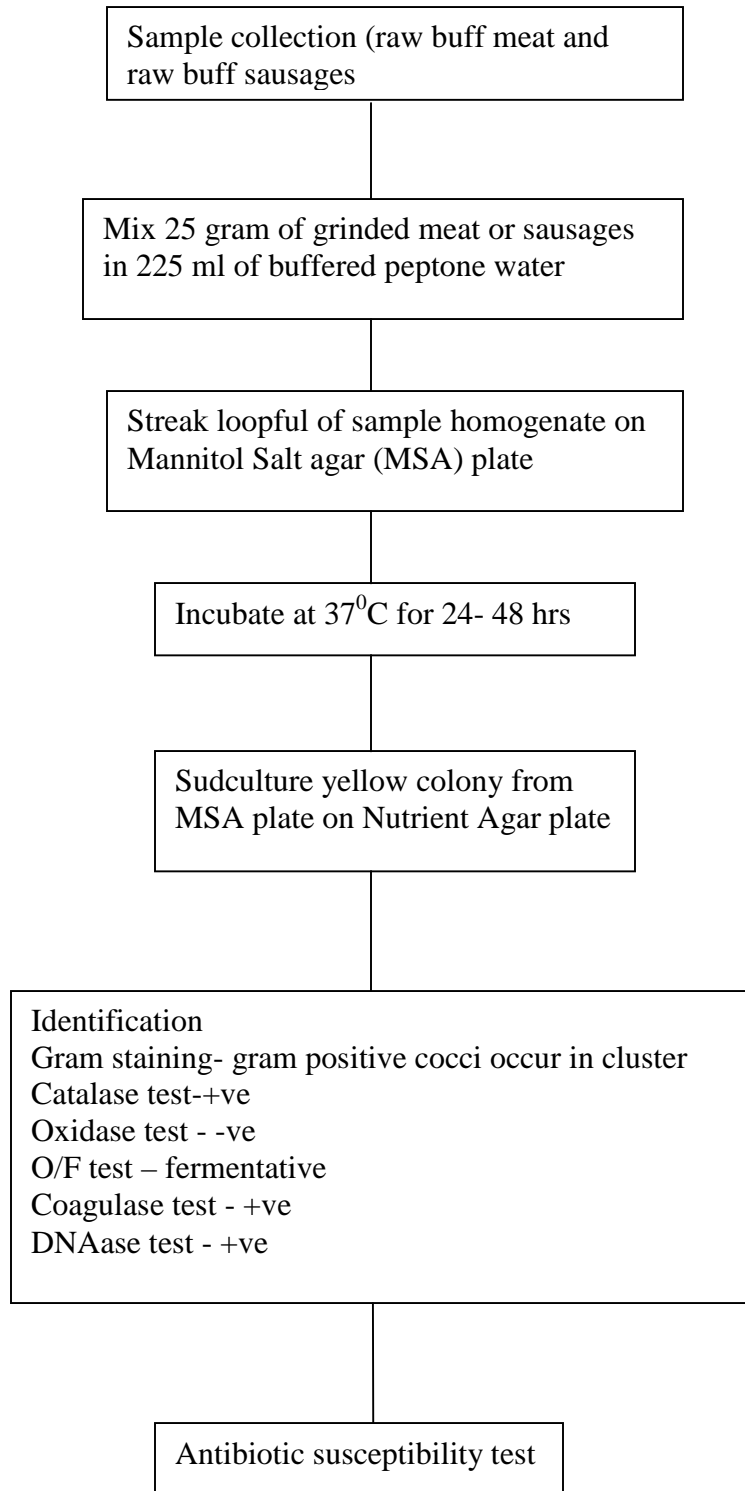 Sample collection (raw buff meat and
raw buff sausages
Mix 25 gram of grinded meat or sausages
in 225 ml of buffered peptone water
Streak loopful of sample homogenate on
Mannitol Salt agar (MSA) plate
Incubate at 37⁰C for 24- 48 hrs
Sudculture yellow colony from
MSA plate on Nutrient Agar plate
Identification
Gram staining- gram positive cocci occur in cluster
Catalase test-+ve
Oxidase test - -ve
O/F test – fermentative
Coagulase test - +ve
DNAase test - +ve
Antibiotic susceptibility test